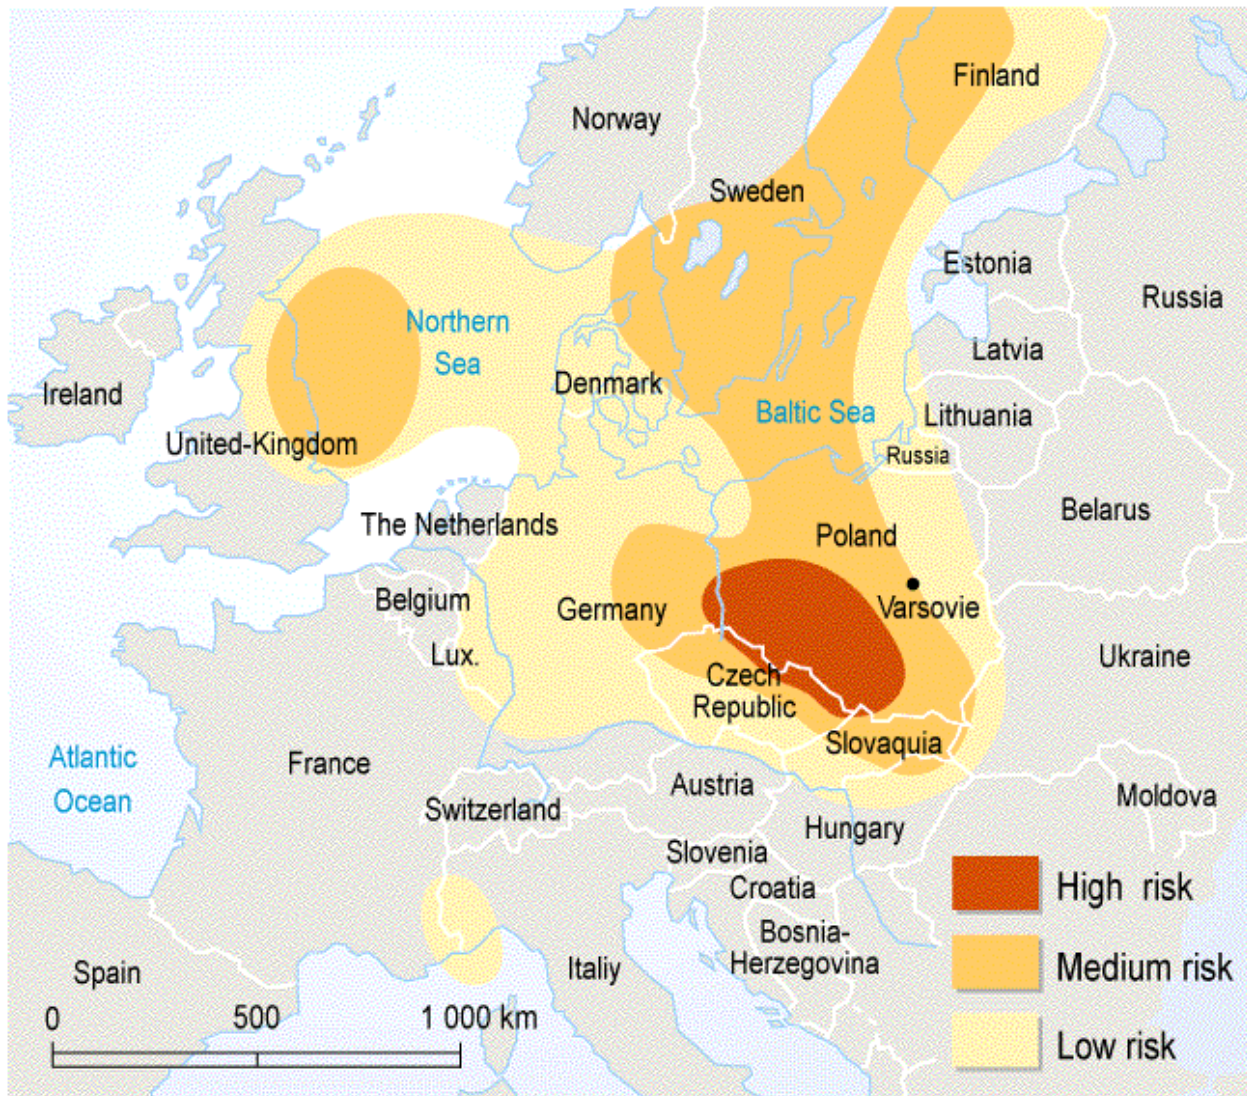 Finland
Norway
Sweden
Estonia
Russia
Northern
Sea
Latvia
Ireland
Denmark
Baltic Sea
Lithuania
United-Kingdom
Russia
Belarus
The Netherlands
Poland
Belgium
Germany
Varsovie
Lux.
Ukraine
Czech
Republic
Slovaquia
Atlantic
Ocean
France
Austria
Moldova
Switzerland
Hungary
Slovenia
Croatia
High risk
Bosnia-
Herzegovina
Spain
Italiy
Medium risk
0 500 1 000 km
Low risk